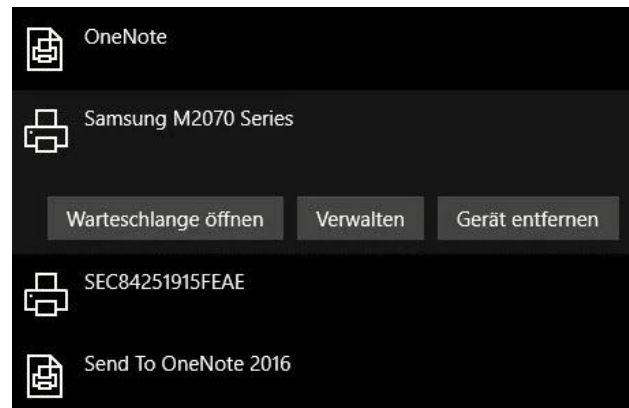 OneNote
Samsung M2070 Series
Warteschlange öffnen Verwalten Gerät entfernen
SEC84251915FEAE
Send To OneNote 2016